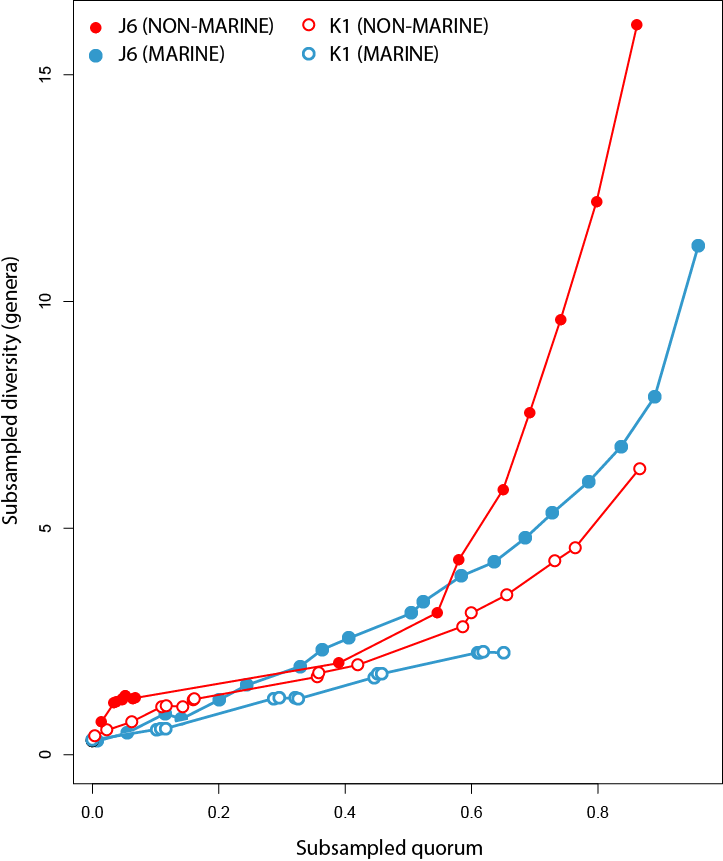 J6 (NON-MARINE) K1 (NON-MARINE)
J6 (MARINE) K1 (MARINE)
15
10
5
0
Subsampled diversity (genera)
0.0 0.2 0.4 0.6 0.8
Subsampled quorum